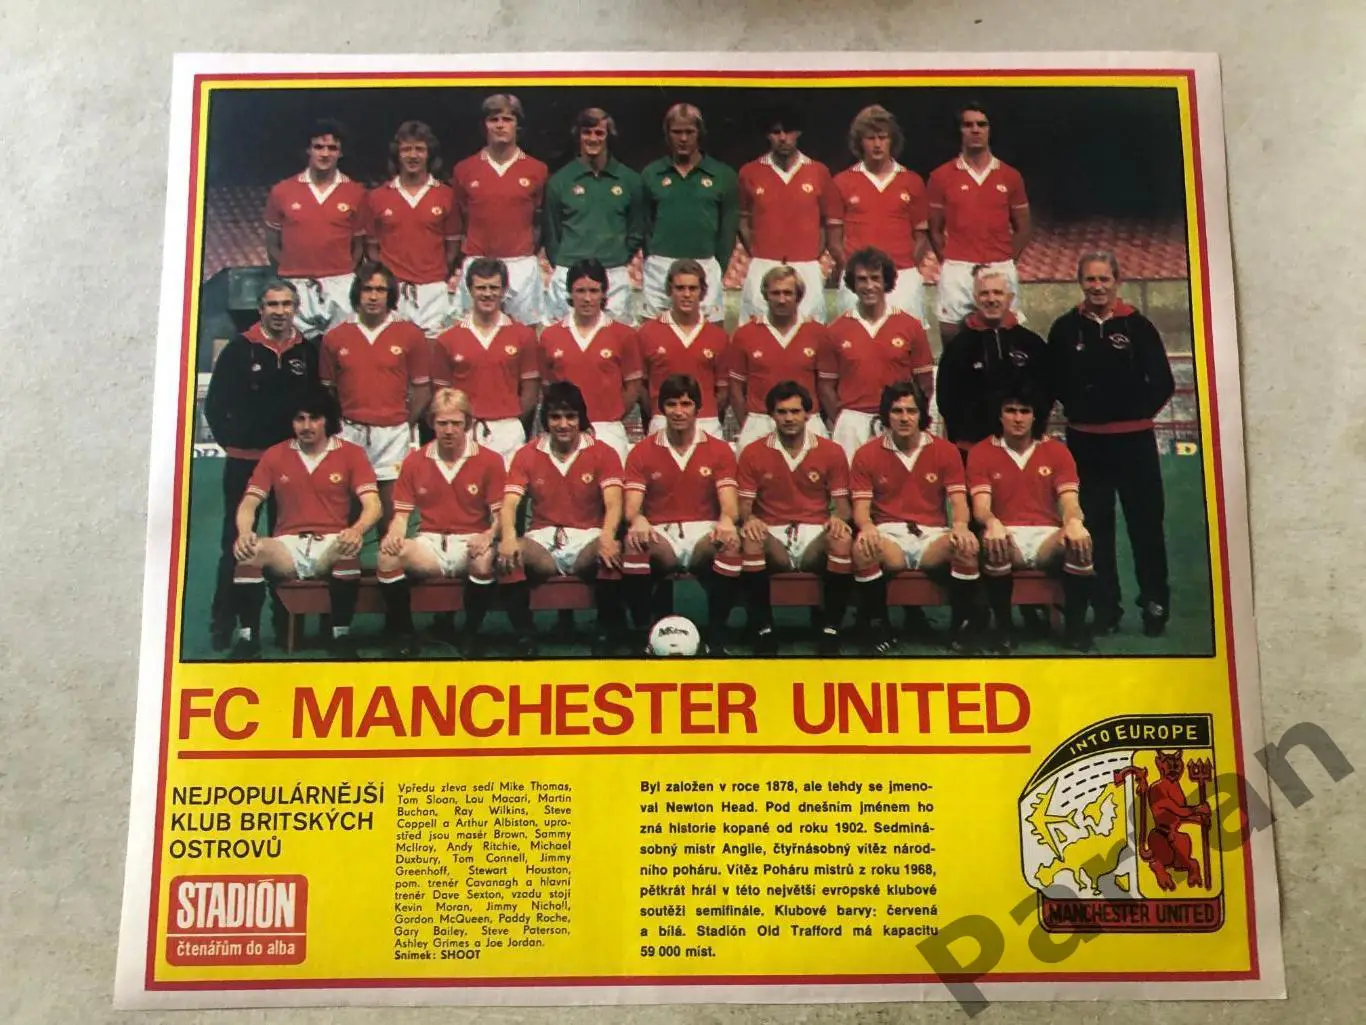 FC MANCHESTER UNITED
NEJPOPULÁRNĚJŠÍ
KLUB BRITSKÝCH
OSTROVŮ
STADIÓN
čtenářům do alba
Vpředu zleva sedí Mike Thomas,
Tom Sloan, Lou Macari, Martin
Buchan, Ray Wilkins, Steve
Coppell a Arthur Albiston, upro-
střed jsou masér Brown, Sammy
McIlroy, Andy Ritchie, Michael
Duxbury, Tom Connell, Jimmy
Greenhoff, Stewart Houston,
pom. trenér Cavanagh a hlavní
trenér Dave Sexton, vzadu stojí
Kevin Moran, Jimmy Nicholl,
Gordon McQueen, Paddy Roche,
Gary Bailey, Steve Paterson,
Ashley Grimes a Joe Jordan.
Snímek: SHOOT
Byl založen v roce 1878, ale tehdy se jmeno-
val Newton Head. Pod dnešním jménem ho
zná historie kopané od roku 1902. Sedminá-
sobný mistr Anglie, čtyřnásobný vítěz národ-
ního poháru. Vítěz Poháru mistrů z roku 1968,
pětkrát hrál v této největší evropské klubové
soutěži semifinále. Klubové barvy: červená
a bílá. Stadión Old Trafford má kapacitu
59 000 míst.
INTO EUROPE
MANCHESTER UNITED
Mitre
Partan